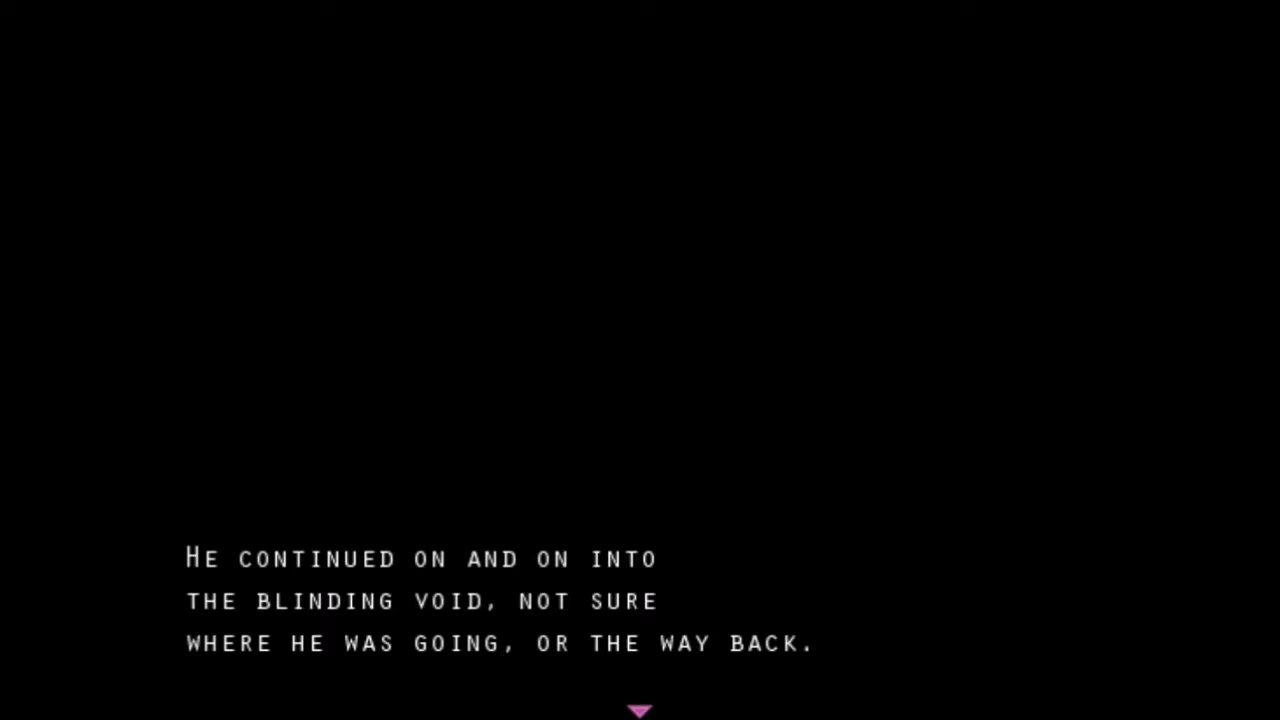 He continued on and on into
the blinding void, not sure
where he was going, or the way back.